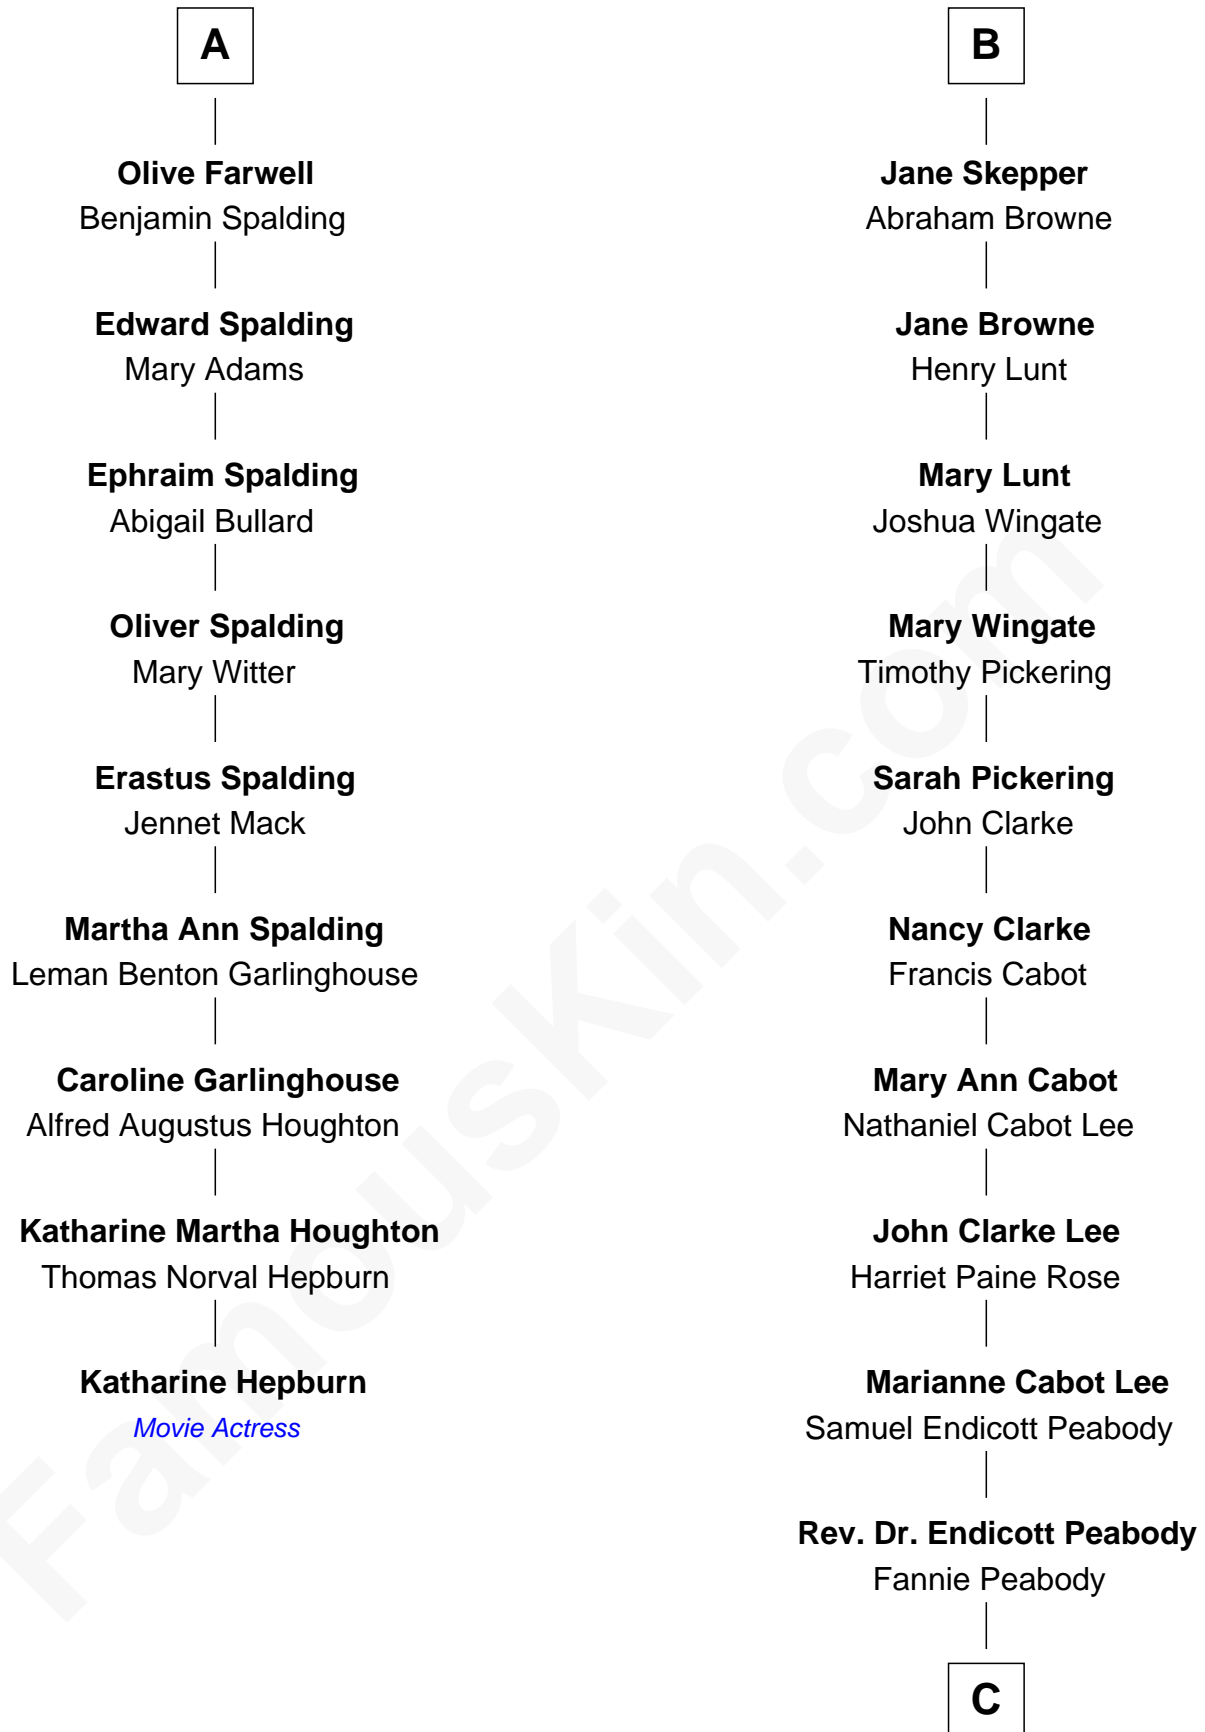 A
Olive Farwell
Benjamin Spalding
Edward Spalding
Mary Adams
Ephraim Spalding
Abigail Bullard
Oliver Spalding
Mary Witter
Erastus Spalding
Jennet Mack
Martha Ann Spalding
Leman Benton Garlinghouse
Caroline Garlinghouse
Alfred Augustus Houghton
Katharine Martha Houghton
Thomas Norval Hepburn
Katharine Hepburn
Movie Actress
B
Jane Skepper
Abraham Browne
Jane Browne
Henry Lunt
Mary Lunt
Joshua Wingate
Mary Wingate
Timothy Pickering
Sarah Pickering
John Clarke
Nancy Clarke
Francis Cabot
Mary Ann Cabot
Nathaniel Cabot Lee
John Clarke Lee
Harriet Paine Rose
Marianne Cabot Lee
Samuel Endicott Peabody
Rev. Dr. Endicott Peabody
Fannie Peabody
C
FamousKin.com